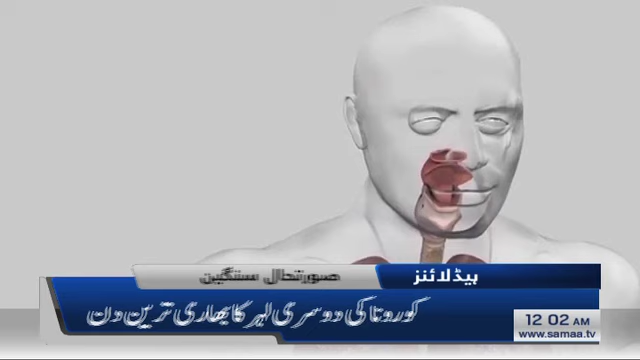 ہیڈلائنز
صورتحال سنگین
کورونا کی دوسری لہر کا بھاری ترین دن
12 02 AM
www.samaa.tv